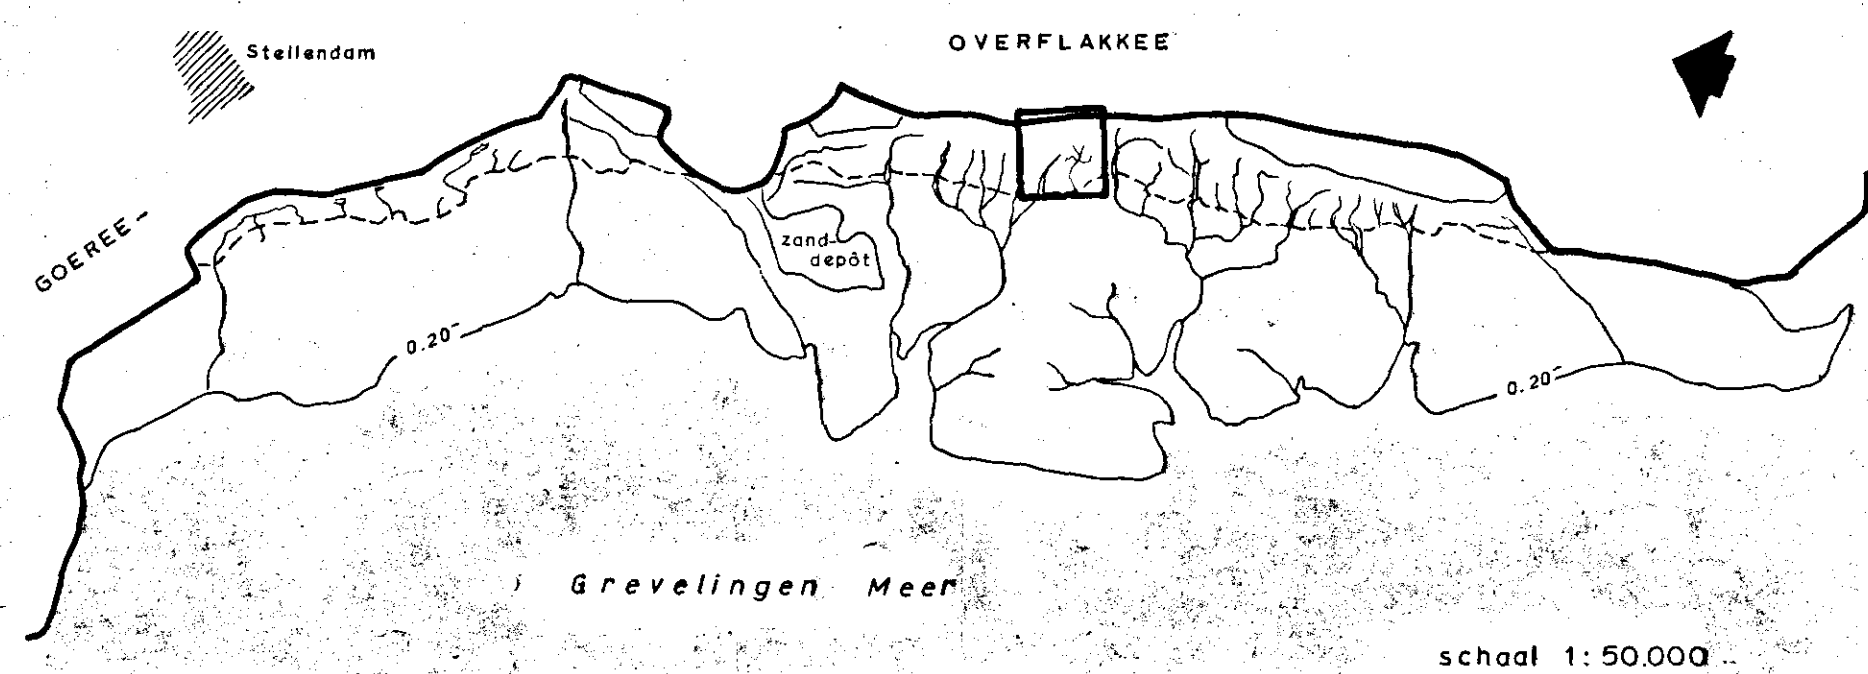 Stellendam
OVERFLAKKEE
GOEREE-
zand-
depôt
0.20-
0.20-
Grevelingen Meer
schaal 1:50.000